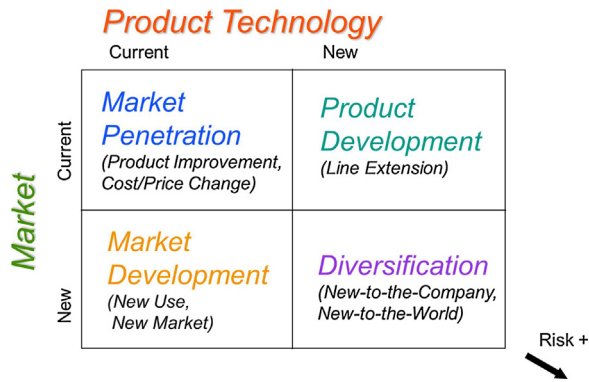 Product Technology
Current
New
Market
Current
Market
Penetration
(Product Improvement,
Cost/Price Change)
Product
Development
(Line Extension)
New
Market
Development
(New Use,
New Market)
Diversification
(New-to-the-Company,
New-to-the-World)
Risk +